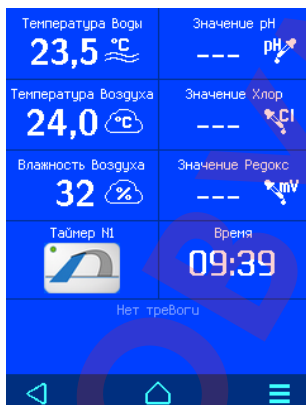 Температура Воды Значение pH
23,5 °C --- pH
Температура Воздуха Значение Хлор
24,0 °C --- Cl
Влажность Воздуха Значение Редокс
32 % --- mV
Таймер N1 Время
09:39
Нет тревоги